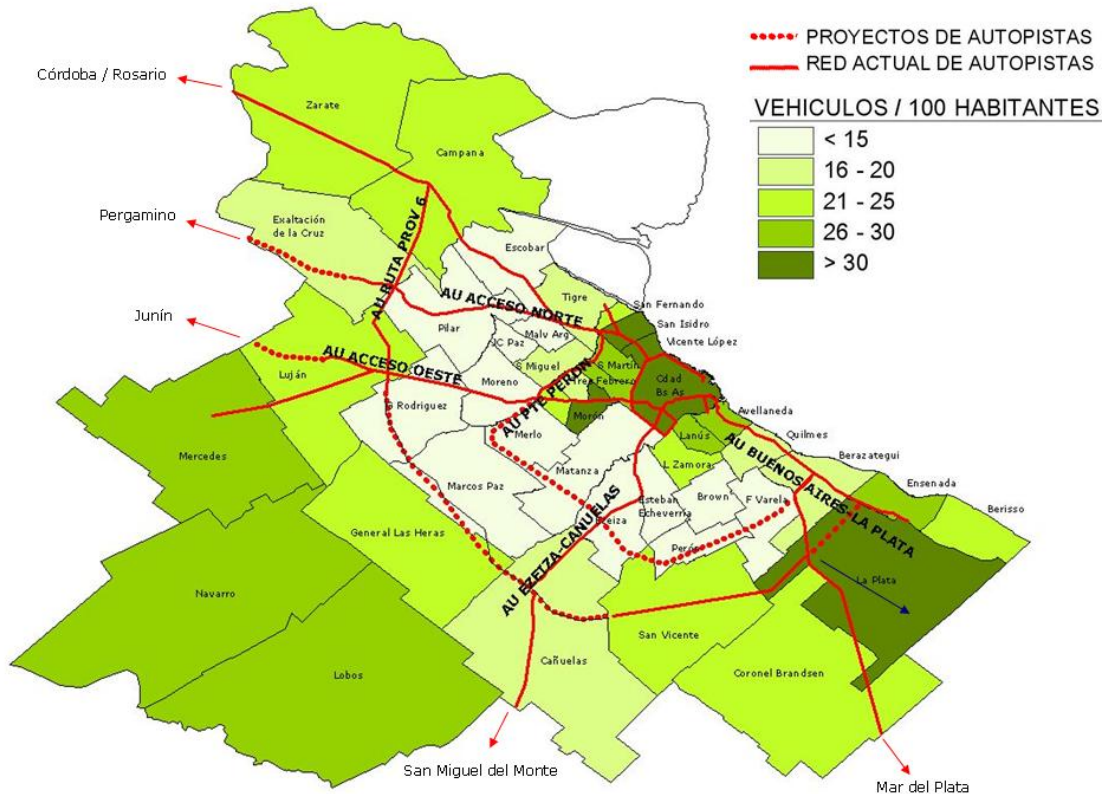 PROYECTOS DE AUTOPISTAS
RED ACTUAL DE AUTOPISTAS
VEHICULOS / 100 HABITANTES
< 15
16 - 20
21 - 25
26 - 30
> 30
Córdoba / Rosario
Zarate
Campana
Pergamino
Exaltación
de la Cruz
AU RUTA PROV 6
Escobar
Junín
AU ACCESO NORTE
Tigre
San Fernando
San Isidro
Vicente López
Pilar
JC Paz
Malv Arg
S Miguel
S Martín
AU ACCESO OESTE
Luján
Moreno
Tres Febrero
Cdad
Bs As
AU PTE PERON
G Rodriguez
Morón
Merlo
Avellaneda
Lanús
Quilmes
Mercedes
Matanza
L Zamora
AU BUENOS AIRES-LA PLATA
Berazategui
Marcos Paz
Esteban
Echeverría
Brown
F Varela
Ensenada
Berisso
General Las Heras
Ezeiza
AU EZEIZA-CAÑUELAS
Perón
La Plata
Navarro
San Vicente
Lobos
Cañuelas
Coronel Brandsen
San Miguel del Monte
Mar del Plata